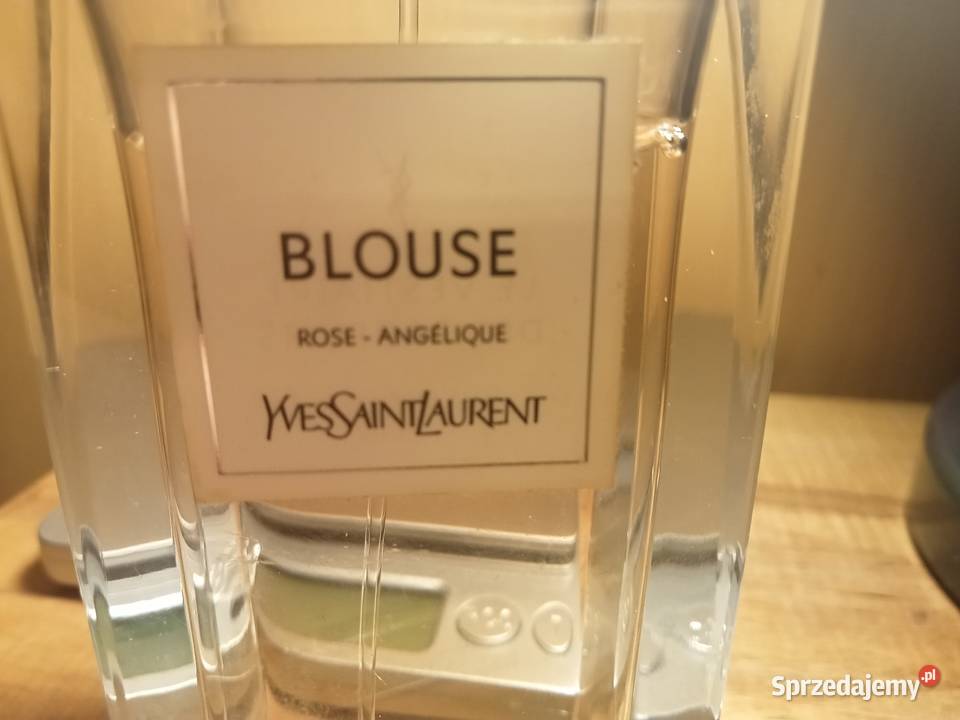 BLOUSE
ROSE - ANGÉLIQUE
YVESSAINTLAURENT
Sprzedajemy.pl